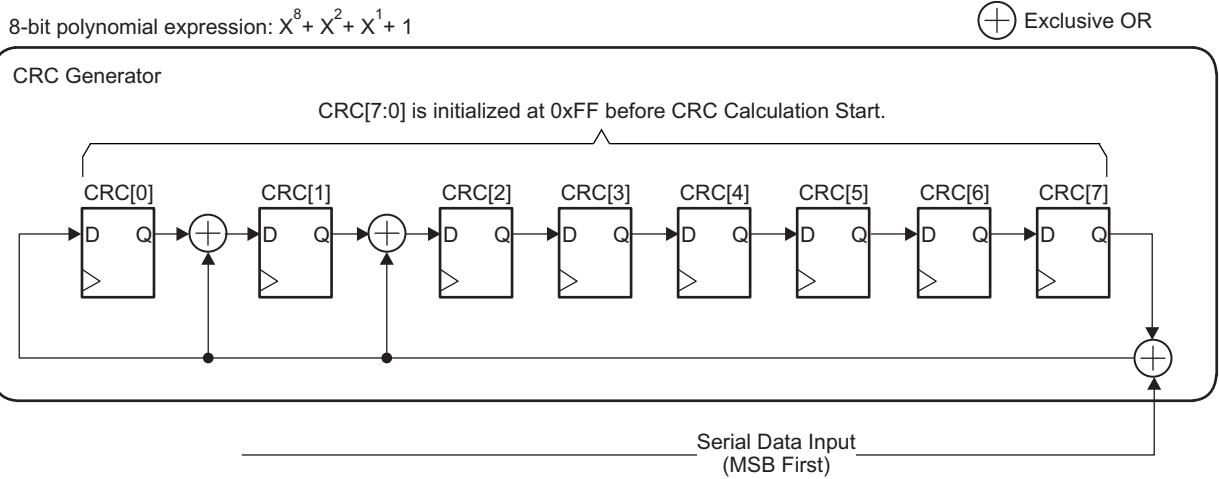 8-bit polynomial expression: X⁸+ X²+ X¹+ 1
Exclusive OR
CRC Generator
CRC[7:0] is initialized at 0xFF before CRC Calculation Start.
CRC[0] CRC[1] CRC[2] CRC[3] CRC[4] CRC[5] CRC[6] CRC[7]
D Q D Q D Q D Q D Q D Q D Q D Q
Serial Data Input
(MSB First)